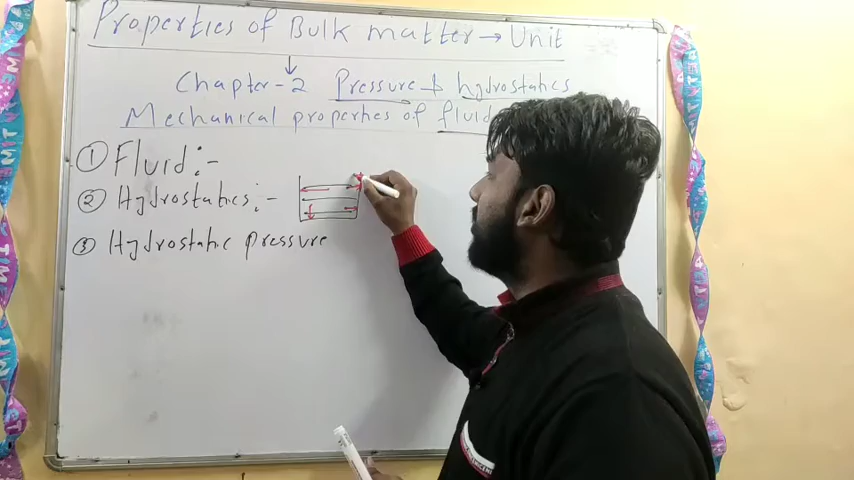 Properties of Bulk matter → Unit
Chapter-2 Pressure & hydrostatics
Mechanical properties of fluid
① Fluid:-
② Hydrostatics:-
③ Hydrostatic pressure